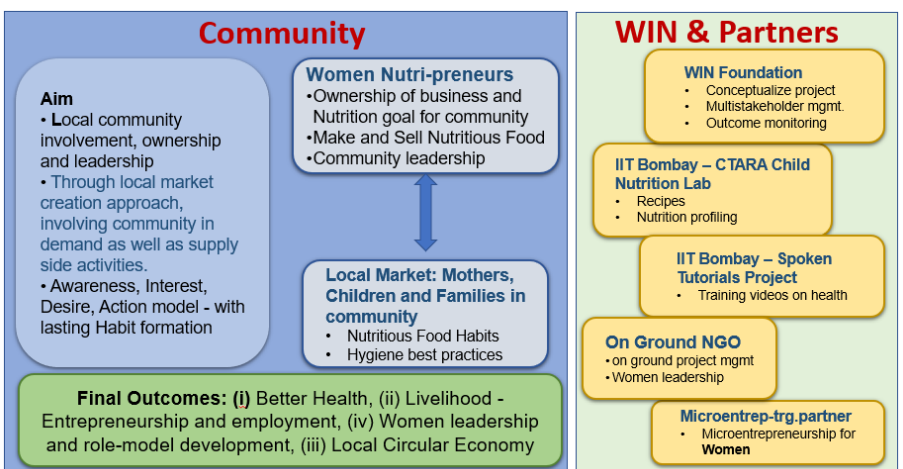 Community
Aim
• Local community
involvement, ownership
and leadership
• Through local market
creation approach,
involving community in
demand as well as supply
side activities.
• Awareness, Interest,
Desire, Action model - with
lasting Habit formation
Women Nutri-preneurs
•Ownership of business and
Nutrition goal for community
•Make and Sell Nutritious Food
•Community leadership
Local Market: Mothers,
Children and Families in
community
• Nutritious Food Habits
• Hygiene best practices
Final Outcomes: (i) Better Health, (ii) Livelihood -
Entrepreneurship and employment, (iv) Women leadership
and role-model development, (iii) Local Circular Economy
WIN & Partners
WIN Foundation
• Conceptualize project
• Multistakeholder mgmt.
• Outcome monitoring
IIT Bombay – CTARA Child
Nutrition Lab
• Recipes
• Nutrition profiling
IIT Bombay – Spoken
Tutorials Project
• Training videos on health
On Ground NGO
•on ground project mgmt
•Women leadership
Microentrep-trg.partner
• Microentrepreneurship for
Women